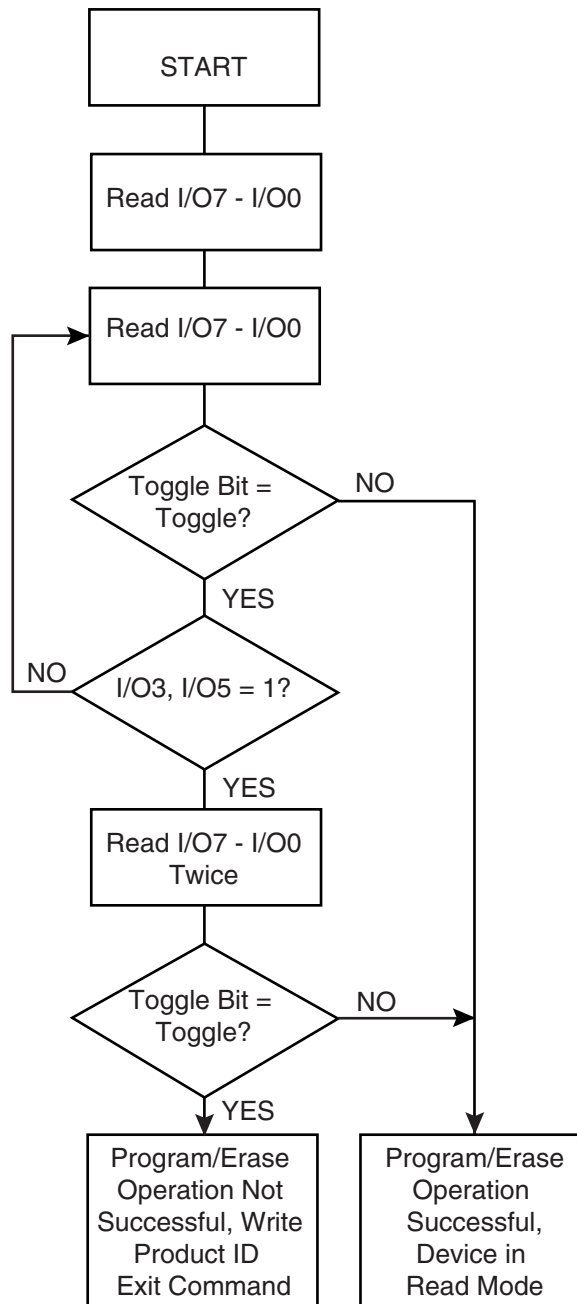 START
Read I/O7 - I/O0
Read I/O7 - I/O0
Toggle Bit =
Toggle?
NO
YES
NO
I/O3, I/O5 = 1?
YES
Read I/O7 - I/O0
Twice
Toggle Bit =
Toggle?
NO
YES
Program/Erase
Operation Not
Successful, Write
Product ID
Exit Command
Program/Erase
Operation
Successful,
Device in
Read Mode